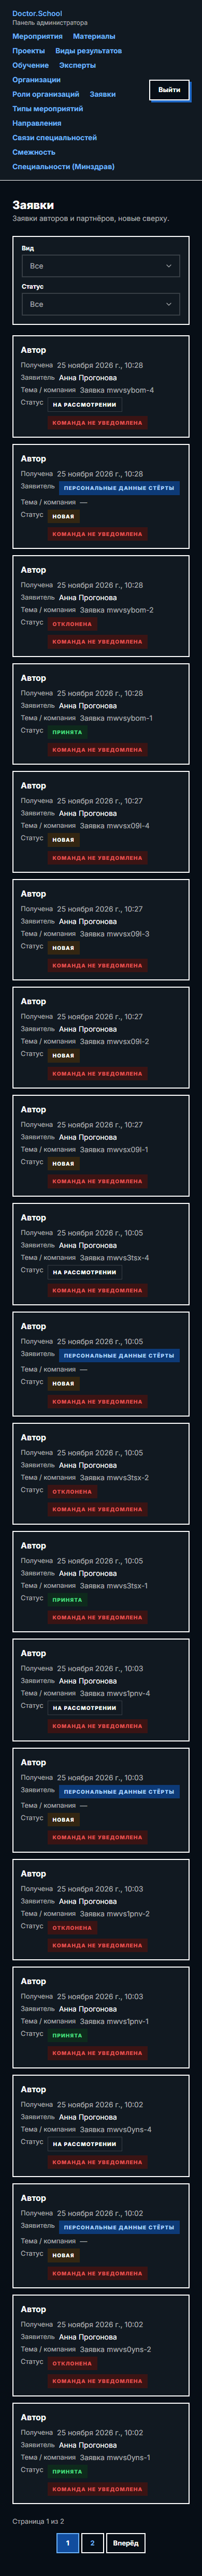 Doctor.School
Панель администратора
Мероприятия Материалы
Проекты Виды результатов
Обучение Эксперты
Организации
Роли организаций Заявки
Типы мероприятий
Направления
Связи специальностей
Смежность
Специальности (Минздрав)
Выйти
Заявки
Заявки авторов и партнёров, новые сверху.
Вид
Все
Статус
Все
Автор
Получена 25 ноября 2026 г., 10:28
Заявитель Анна Прогонова
Тема / компания Заявка mwvsybom-4
Статус НА РАССМОТРЕНИИ
КОМАНДА НЕ УВЕДОМЛЕНА
Автор
Получена 25 ноября 2026 г., 10:28
Заявитель ПЕРСОНАЛЬНЫЕ ДАННЫЕ СТЁРТЫ
Тема / компания —
Статус НОВАЯ
КОМАНДА НЕ УВЕДОМЛЕНА
Автор
Получена 25 ноября 2026 г., 10:28
Заявитель Анна Прогонова
Тема / компания Заявка mwvsybom-2
Статус ОТКЛОНЕНА
КОМАНДА НЕ УВЕДОМЛЕНА
Автор
Получена 25 ноября 2026 г., 10:28
Заявитель Анна Прогонова
Тема / компания Заявка mwvsybom-1
Статус ПРИНЯТА
КОМАНДА НЕ УВЕДОМЛЕНА
Автор
Получена 25 ноября 2026 г., 10:27
Заявитель Анна Прогонова
Тема / компания Заявка mwvsx09l-4
Статус НОВАЯ
КОМАНДА НЕ УВЕДОМЛЕНА
Автор
Получена 25 ноября 2026 г., 10:27
Заявитель Анна Прогонова
Тема / компания Заявка mwvsx09l-3
Статус НОВАЯ
КОМАНДА НЕ УВЕДОМЛЕНА
Автор
Получена 25 ноября 2026 г., 10:27
Заявитель Анна Прогонова
Тема / компания Заявка mwvsx09l-2
Статус НОВАЯ
КОМАНДА НЕ УВЕДОМЛЕНА
Автор
Получена 25 ноября 2026 г., 10:27
Заявитель Анна Прогонова
Тема / компания Заявка mwvsx09l-1
Статус НОВАЯ
КОМАНДА НЕ УВЕДОМЛЕНА
Автор
Получена 25 ноября 2026 г., 10:05
Заявитель Анна Прогонова
Тема / компания Заявка mwvs3tsx-4
Статус НА РАССМОТРЕНИИ
КОМАНДА НЕ УВЕДОМЛЕНА
Автор
Получена 25 ноября 2026 г., 10:05
Заявитель ПЕРСОНАЛЬНЫЕ ДАННЫЕ СТЁРТЫ
Тема / компания —
Статус НОВАЯ
КОМАНДА НЕ УВЕДОМЛЕНА
Автор
Получена 25 ноября 2026 г., 10:05
Заявитель Анна Прогонова
Тема / компания Заявка mwvs3tsx-2
Статус ОТКЛОНЕНА
КОМАНДА НЕ УВЕДОМЛЕНА
Автор
Получена 25 ноября 2026 г., 10:05
Заявитель Анна Прогонова
Тема / компания Заявка mwvs3tsx-1
Статус ПРИНЯТА
КОМАНДА НЕ УВЕДОМЛЕНА
Автор
Получена 25 ноября 2026 г., 10:03
Заявитель Анна Прогонова
Тема / компания Заявка mwvs1pnv-4
Статус НА РАССМОТРЕНИИ
КОМАНДА НЕ УВЕДОМЛЕНА
Автор
Получена 25 ноября 2026 г., 10:03
Заявитель ПЕРСОНАЛЬНЫЕ ДАННЫЕ СТЁРТЫ
Тема / компания —
Статус НОВАЯ
КОМАНДА НЕ УВЕДОМЛЕНА
Автор
Получена 25 ноября 2026 г., 10:03
Заявитель Анна Прогонова
Тема / компания Заявка mwvs1pnv-2
Статус ОТКЛОНЕНА
КОМАНДА НЕ УВЕДОМЛЕНА
Автор
Получена 25 ноября 2026 г., 10:03
Заявитель Анна Прогонова
Тема / компания Заявка mwvs1pnv-1
Статус ПРИНЯТА
КОМАНДА НЕ УВЕДОМЛЕНА
Автор
Получена 25 ноября 2026 г., 10:02
Заявитель Анна Прогонова
Тема / компания Заявка mwvs0yns-4
Статус НА РАССМОТРЕНИИ
КОМАНДА НЕ УВЕДОМЛЕНА
Автор
Получена 25 ноября 2026 г., 10:02
Заявитель ПЕРСОНАЛЬНЫЕ ДАННЫЕ СТЁРТЫ
Тема / компания —
Статус НОВАЯ
КОМАНДА НЕ УВЕДОМЛЕНА
Автор
Получена 25 ноября 2026 г., 10:02
Заявитель Анна Прогонова
Тема / компания Заявка mwvs0yns-2
Статус ОТКЛОНЕНА
КОМАНДА НЕ УВЕДОМЛЕНА
Автор
Получена 25 ноября 2026 г., 10:02
Заявитель Анна Прогонова
Тема / компания Заявка mwvs0yns-1
Статус ПРИНЯТА
КОМАНДА НЕ УВЕДОМЛЕНА
Страница 1 из 2
1 2 Вперёд